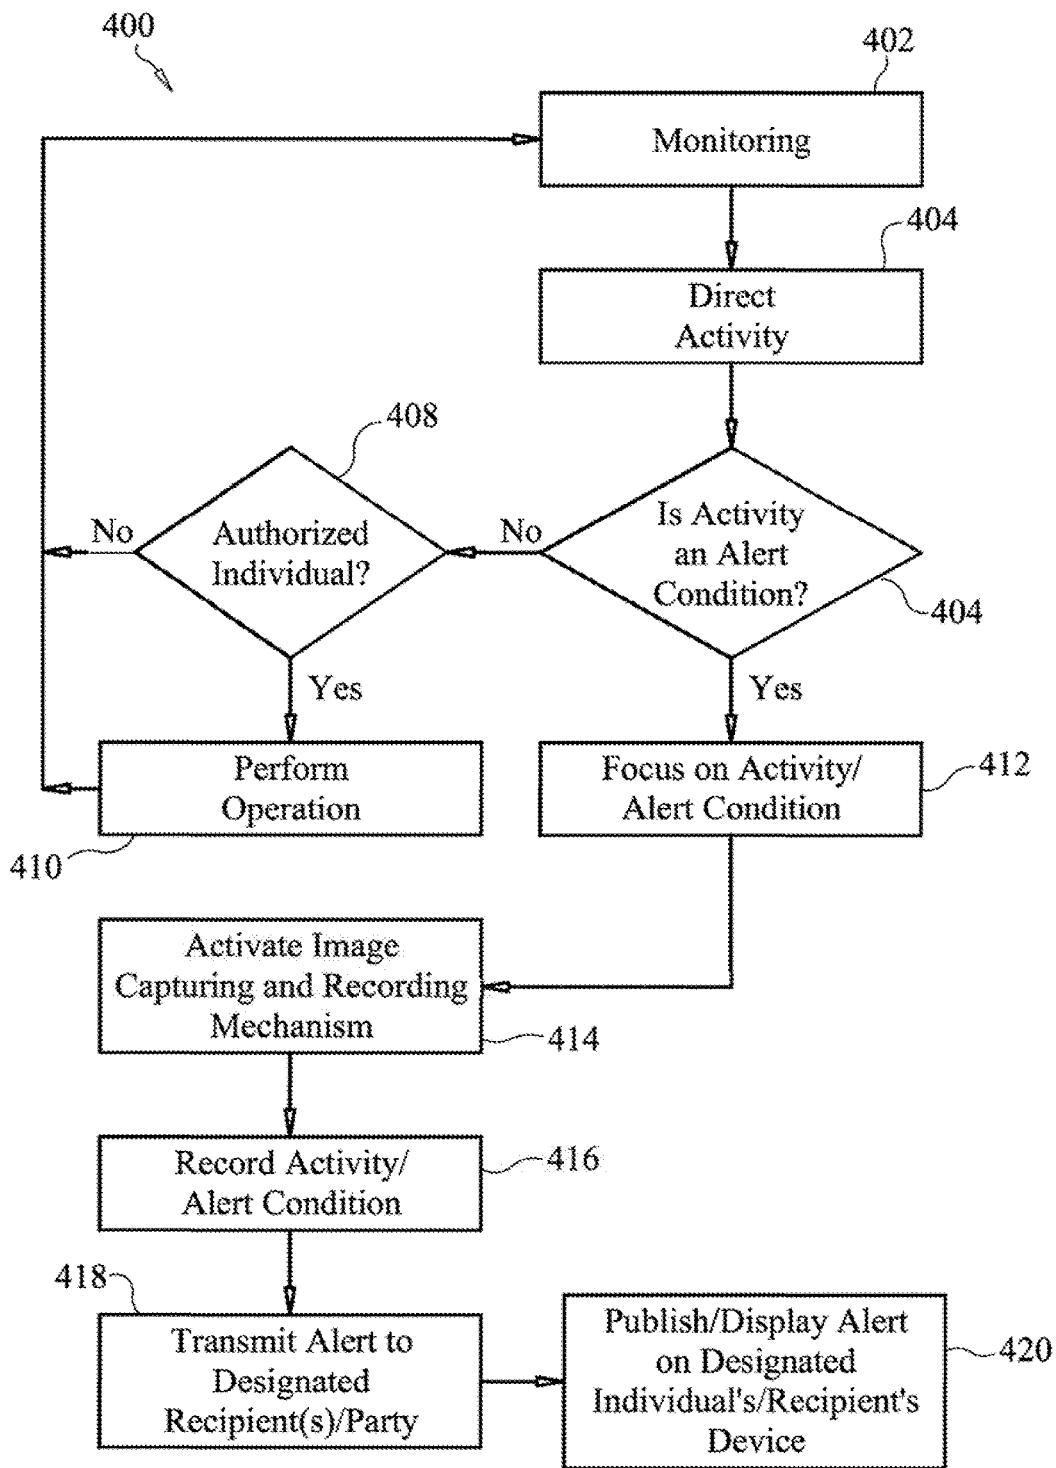 400
402
Monitoring
404
Direct
Activity
408
Is Activity
an Alert
Condition?
404
No
Authorized
Individual?
No
Yes
Yes
Perform
Operation
410
Focus on Activity/
Alert Condition
412
Activate Image
Capturing and Recording
Mechanism
414
Record Activity/
Alert Condition
416
418
Transmit Alert to
Designated
Recipient(s)/Party
Publish/Display Alert
on Designated
Individual's/Recipient's
Device
420